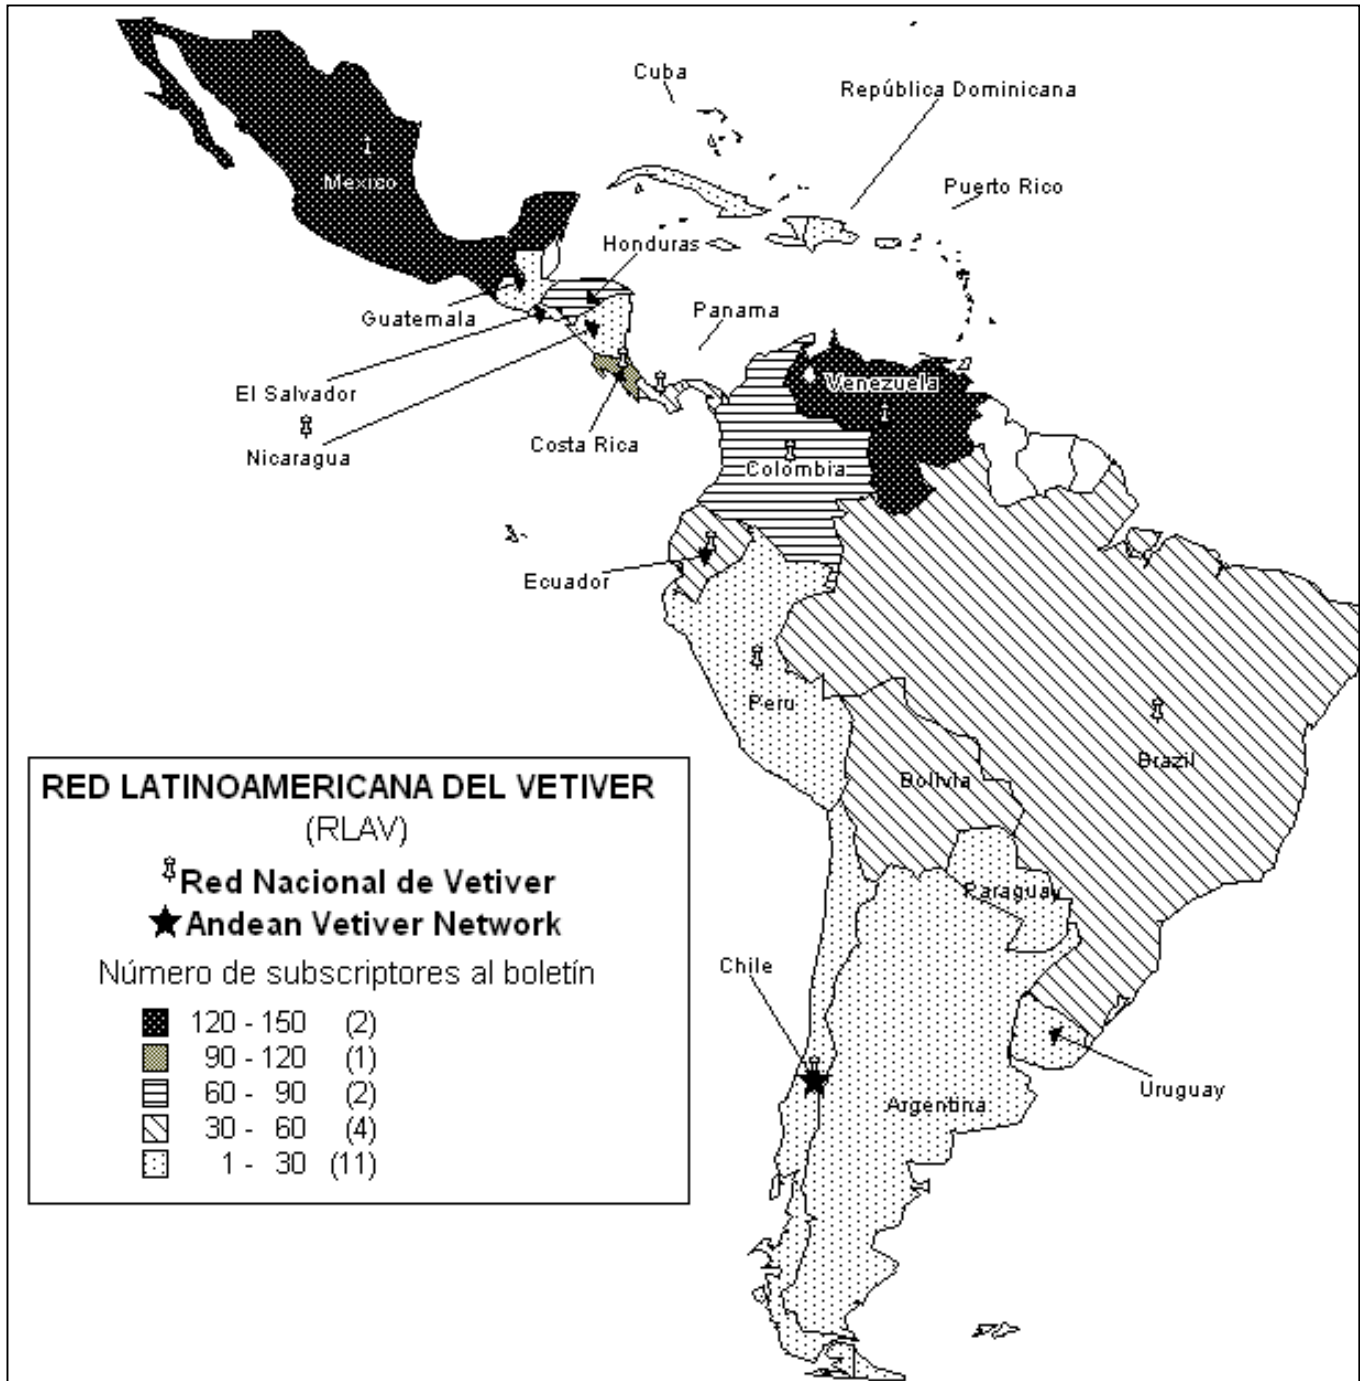 Cuba
República Dominicana
Puerto Rico
Mexico
Honduras
Guatemala
Panama
El Salvador
Venezuela
Nicaragua
Costa Rica
Colombia
Ecuador
Peru
Brazil
Bolivia
Paraguay
Chile
Uruguay
Argentina
RED LATINOAMERICANA DEL VETIVER
(RLAV)
Red Nacional de Vetiver
Andean Vetiver Network
Número de subscriptores al boletín
120 - 150 (2)
90 - 120 (1)
60 - 90 (2)
30 - 60 (4)
1 - 30 (11)